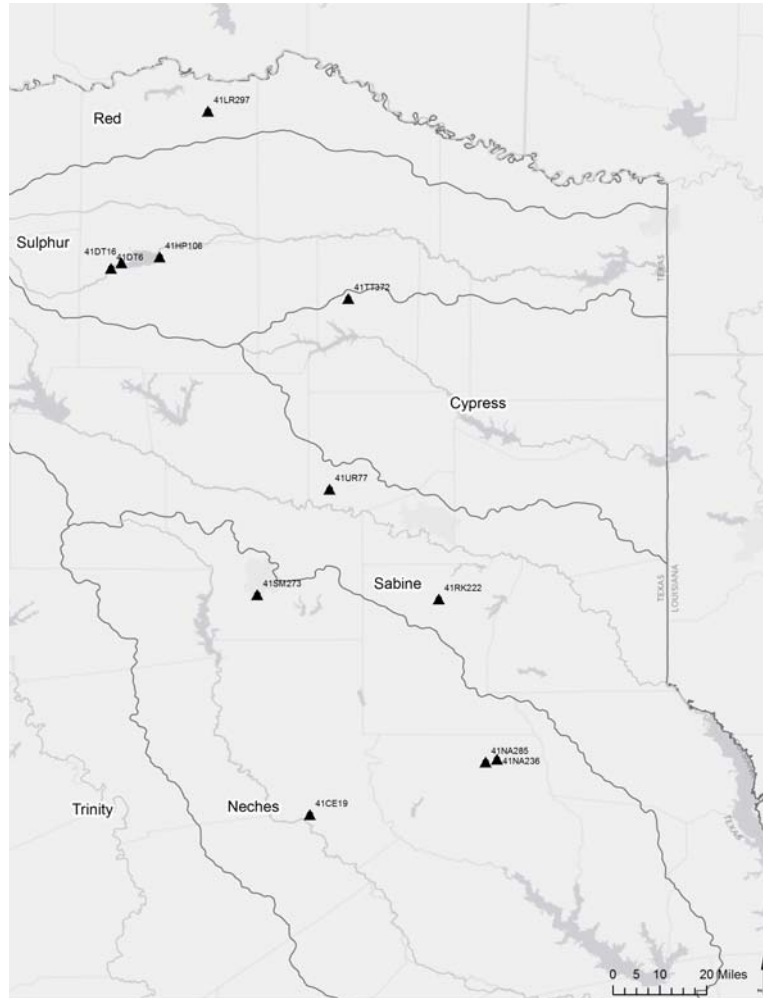 41LR297
Red
Sulphur
41HP106
41DT16
41DT6
TEXAS
41TT372
Cypress
41UR77
41SM273
Sabine
41RK222
TEXAS
LOUISIANA
41NA285
41NA236
Trinity
Neches
41CE19
TEXAS
0 5 10 20 Miles